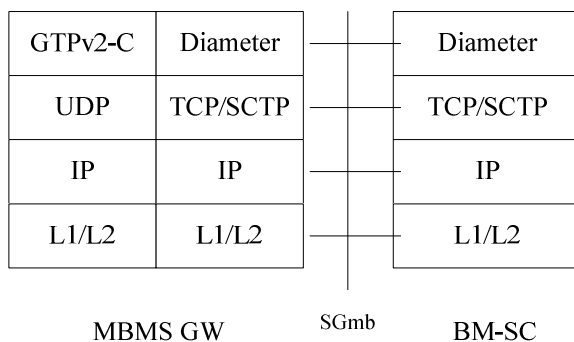 GTPv2-C Diameter Diameter
UDP TCP/SCTP TCP/SCTP
IP IP IP
L1/L2 L1/L2 L1/L2
MBMS GW SGmb BM-SC